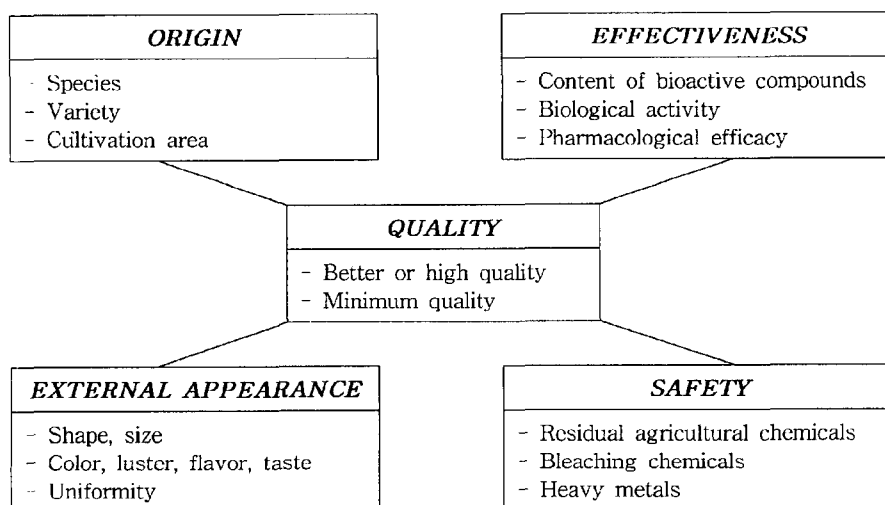 ORIGIN
- Species
- Variety
- Cultivation area
EFFECTIVENESS
- Content of bioactive compounds
- Biological activity
- Pharmacological efficacy
QUALITY
- Better or high quality
- Minimum quality
EXTERNAL APPEARANCE
- Shape, size
- Color, luster, flavor, taste
- Uniformity
SAFETY
- Residual agricultural chemicals
- Bleaching chemicals
- Heavy metals